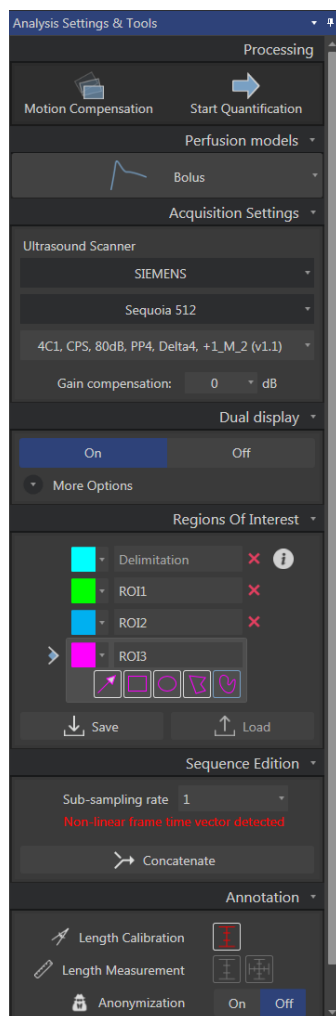 Analysis Settings & Tools
Processing
Motion Compensation Start Quantification
Perfusion models
Bolus
Acquisition Settings
Ultrasound Scanner
SIEMENS
Sequoia 512
4C1, CPS, 80dB, PP4, Delta4, +1_M_2 (v1.1)
Gain compensation: 0 dB
Dual display
On Off
More Options
Regions Of Interest
Delimitation
ROI1
ROI2
ROI3
Save Load
Sequence Edition
Sub-sampling rate 1
Non-linear frame time vector detected
Concatenate
Annotation
Length Calibration
Length Measurement
Anonymization On Off